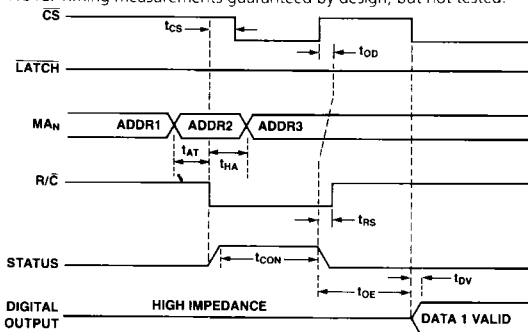 Timing measurements guaranteed by design, but not tested.
CS
tCS
tOD
LATCH
MAN ADDR1 ADDR2 ADDR3
tAT
tHA
R/C̄
tRS
STATUS
tCON
tDV
tOE
DIGITAL OUTPUT HIGH IMPEDANCE DATA 1 VALID